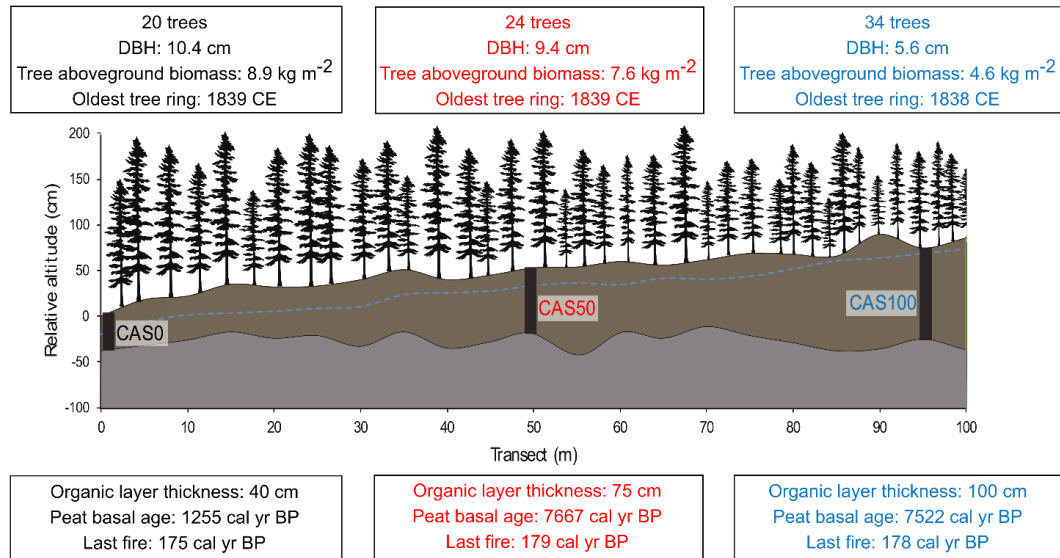 20 trees
DBH: 10.4 cm
Tree aboveground biomass: 8.9 kg m-2
Oldest tree ring: 1839 CE
24 trees
DBH: 9.4 cm
Tree aboveground biomass: 7.6 kg m-2
Oldest tree ring: 1839 CE
34 trees
DBH: 5.6 cm
Tree aboveground biomass: 4.6 kg m-2
Oldest tree ring: 1838 CE
Relative altitude (cm)
200
150
100
50
0
-50
-100
CAS0
CAS50
CAS100
0 10 20 30 40 50 60 70 80 90 100
Transect (m)
Organic layer thickness: 40 cm
Peat basal age: 1255 cal yr BP
Last fire: 175 cal yr BP
Organic layer thickness: 75 cm
Peat basal age: 7667 cal yr BP
Last fire: 179 cal yr BP
Organic layer thickness: 100 cm
Peat basal age: 7522 cal yr BP
Last fire: 178 cal yr BP